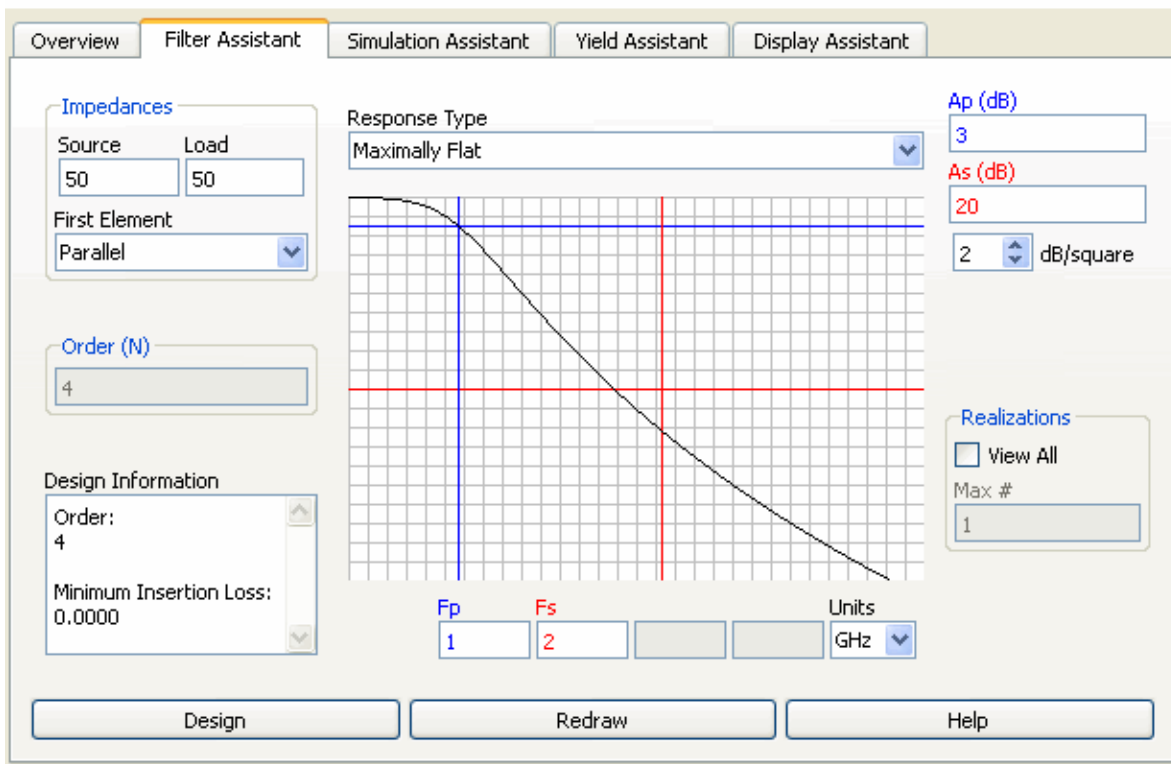 Overview
Filter Assistant
Simulation Assistant
Yield Assistant
Display Assistant
Impedances
Source
Load
50
50
First Element
Parallel
Order (N)
4
Design Information
Order:
4
Minimum Insertion Loss:
0.0000
Response Type
Maximally Flat
Fp
Fs
Units
1
2
GHz
Ap (dB)
3
As (dB)
20
2
dB/square
Realizations
View All
Max #
1
Design
Redraw
Help